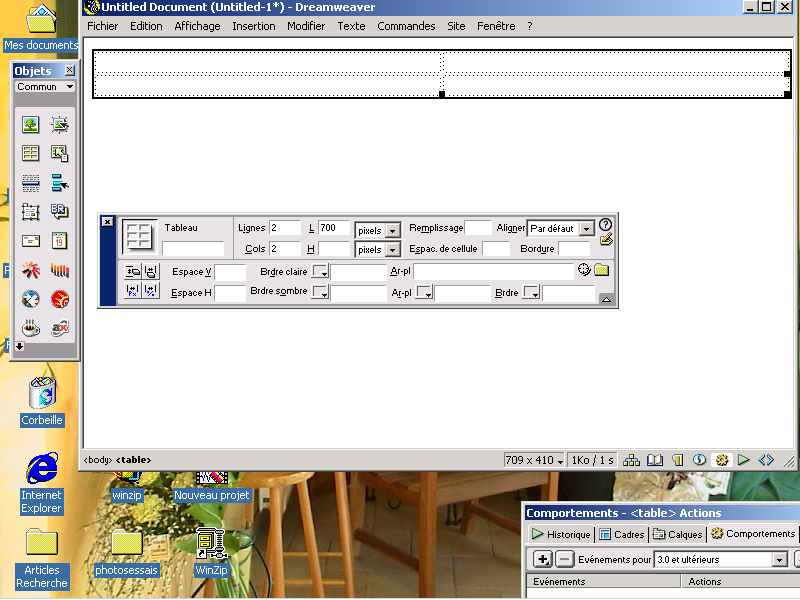 Untitled Document (Untitled-1*) - Dreamweaver
Fichier Edition Affichage Insertion Modifier Texte Commandes Site Fenêtre ?
Mes documents
Objets
Commun
Tableau
Lignes 2 L 700 pixels Remplissage Aligner Par défaut
Cols 2 H pixels Espac. de cellule Bordure
Espace V Brdre claire Ar-pl
Espace H Brdre sombre Ar-pl Brdre
Corbeille
<body> <table>
709 x 410 1Ko / 1 s
Internet Explorer
winzip
Nouveau projet
Articles Recherche
photosessais
WinZip
Comportements - <table> Actions
Historique Cadres Calques Comportements
Evénements pour 3.0 et ultérieurs
Evénements Actions